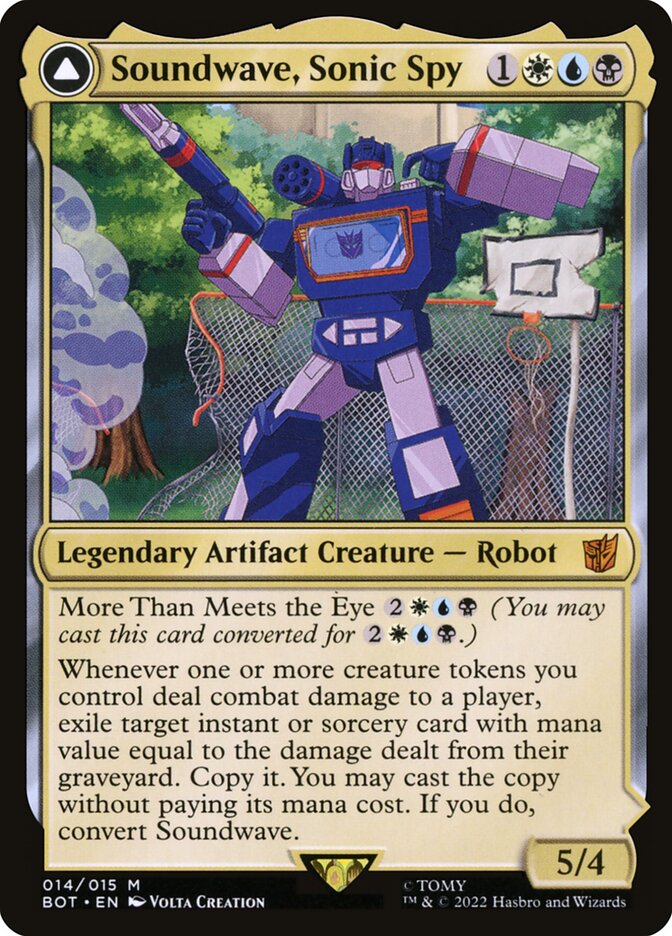 Soundwave, Sonic Spy 1
Legendary Artifact Creature — Robot
More Than Meets the Eye 2 (You may
cast this card converted for 2 .)
Whenever one or more creature tokens you
control deal combat damage to a player,
exile target instant or sorcery card with mana
value equal to the damage dealt from their
graveyard. Copy it. You may cast the copy
without paying its mana cost. If you do,
convert Soundwave.
5/4
014/015 M
BOT • EN Volta Creation
© TOMY
™ & © 2022 Hasbro and Wizards